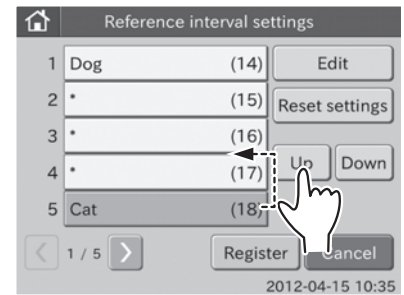 Reference interval settings
1 Dog (14) Edit
2 * (15) Reset settings
3 * (16)
4 * (17) Up Down
5 Cat (18)
1 / 5 Register Cancel
2012-04-15 10:35